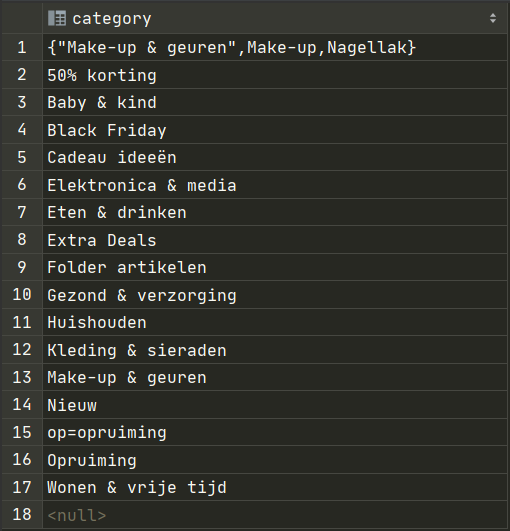 category
1 {"Make-up & geuren",Make-up,Nagellak}
2 50% korting
3 Baby & kind
4 Black Friday
5 Cadeau ideeën
6 Elektronica & media
7 Eten & drinken
8 Extra Deals
9 Folder artikelen
10 Gezond & verzorging
11 Huishouden
12 Kleding & sieraden
13 Make-up & geuren
14 Nieuw
15 op=opruiming
16 Opruiming
17 Wonen & vrije tijd
18 <null>